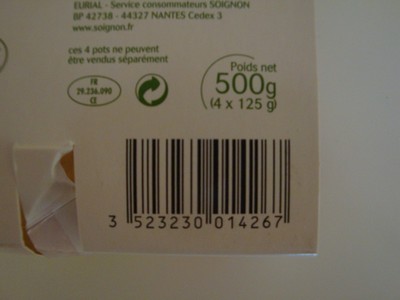 EURIAL - Service consommateurs SOIGNON
BP 42738 - 44327 NANTES Cedex 3
www.soignon.fr
ces 4 pots ne peuvent
être vendus séparément
FR
29.236.090
CE
Poids net
500g
(4 x 125 g)
3 523230 014267